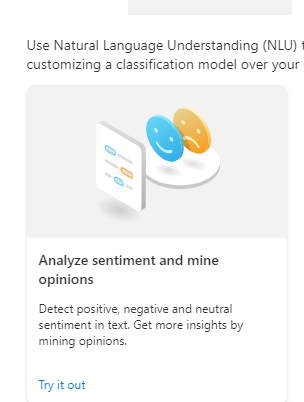 Use Natural Language Understanding (NLU)
customizing a classification model over your
Analyze sentiment and mine
opinions
Detect positive, negative and neutral
sentiment in text. Get more insights by
mining opinions.
Try it out